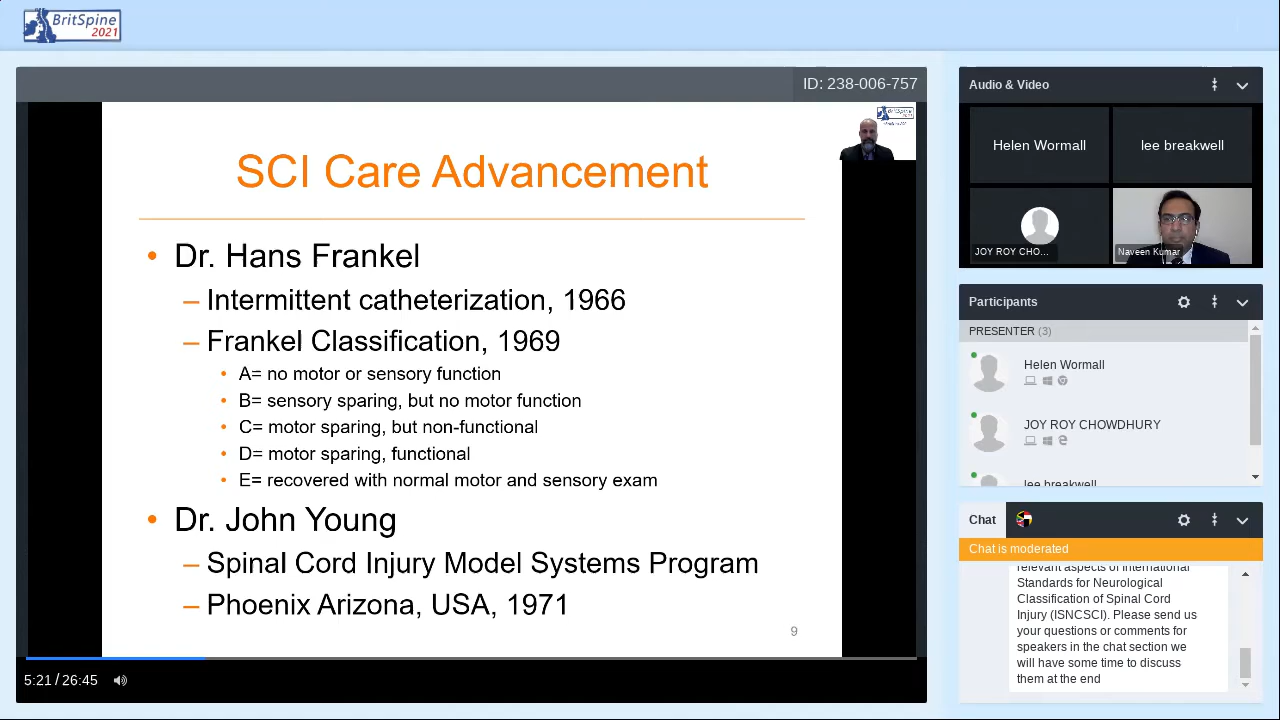 BritSpine
2021
ID: 238-006-757
BritSpine
2021
SCI Care Advancement
• Dr. Hans Frankel
– Intermittent catheterization, 1966
– Frankel Classification, 1969
• A= no motor or sensory function
• B= sensory sparing, but no motor function
• C= motor sparing, but non-functional
• D= motor sparing, functional
• E= recovered with normal motor and sensory exam
• Dr. John Young
– Spinal Cord Injury Model Systems Program
– Phoenix Arizona, USA, 1971
9
5:21 / 26:45
Audio & Video
Helen Wormall
lee breakwell
JOY ROY CHO...
Naveen Kumar
Participants
PRESENTER (3)
Helen Wormall
JOY ROY CHOWDHURY
lee breakwell
Chat
Chat is moderated
relevant aspects of International
Standards for Neurological
Classification of Spinal Cord
Injury (ISNCSCI). Please send us
your questions or comments for
speakers in the chat section we
will have some time to discuss
them at the end